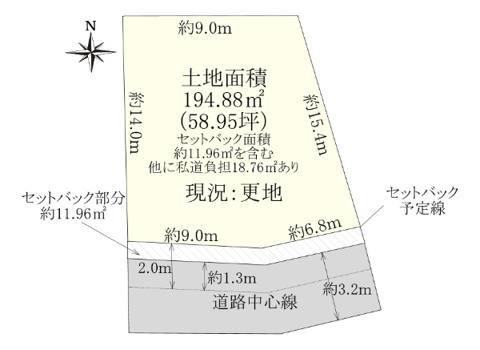 N
約9.0m
約14.0m
土地面積
194.88㎡
(58.95坪)
セットバック面積
約11.96㎡を含む
他に私道負担18.76㎡あり
現況:更地
約15.4m
セットバック部分
約11.96㎡
セットバック
予定線
約9.0m
約6.8m
2.0m
約1.3m
約3.2m
道路中心線